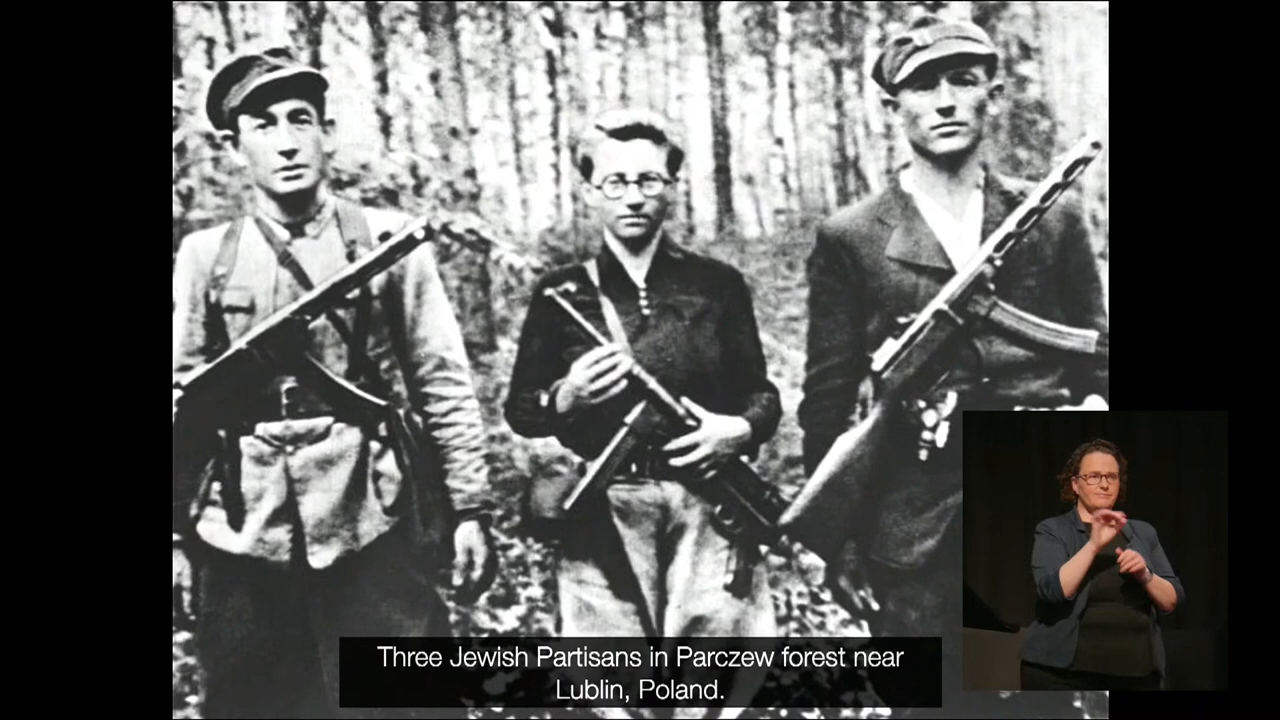 Three Jewish Partisans in Parczew forest near
Lublin, Poland.